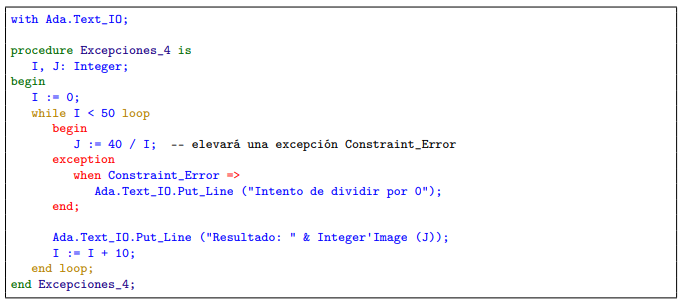 with Ada.Text_IO;

procedure Excepciones_4 is
   I, J: Integer;
begin
   I := 0;
   while I < 50 loop
      begin
         J := 40 / I;  -- elevará una excepción Constraint_Error
      exception
         when Constraint_Error =>
            Ada.Text_IO.Put_Line ("Intento de dividir por 0");
      end;

      Ada.Text_IO.Put_Line ("Resultado: " & Integer'Image (J));
      I := I + 10;
   end loop;
end Excepciones_4;